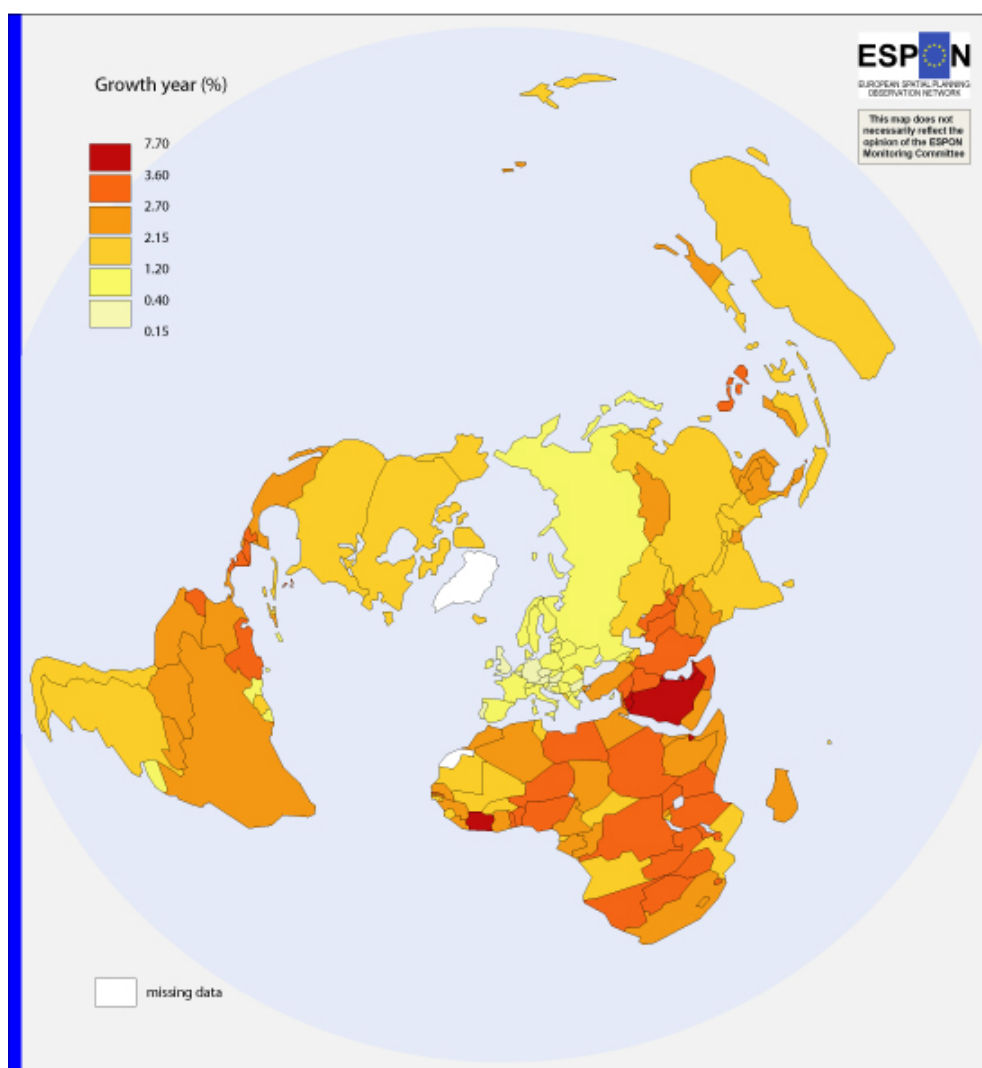 ESPON
EUROPEAN SPATIAL PLANNING
OBSERVATION NETWORK
This map does not
necessarily reflect the
opinion of the ESPON
Monitoring Committee
Growth year (%)
7.70
3.60
2.70
2.15
1.20
0.40
0.15
missing data